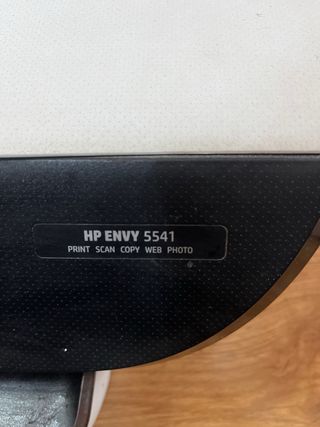 HP ENVY 5541
PRINT SCAN COPY WEB PHOTO